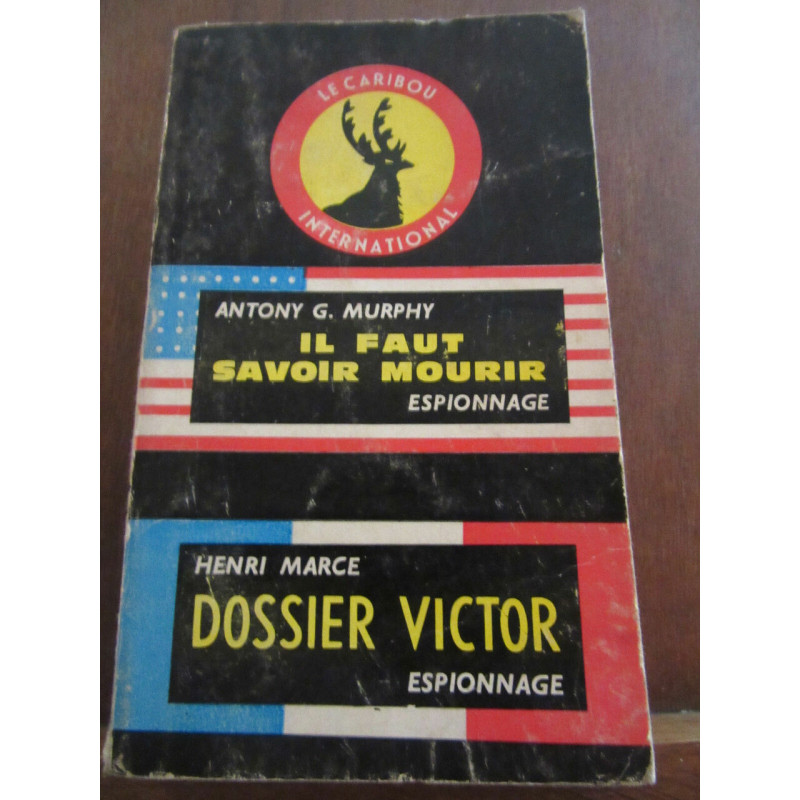 LE CARIBOU
INTERNATIONAL
ANTONY G. MURPHY
IL FAUT
SAVOIR MOURIR
ESPIONNAGE
HENRI MARCE
DOSSIER VICTOR
ESPIONNAGE